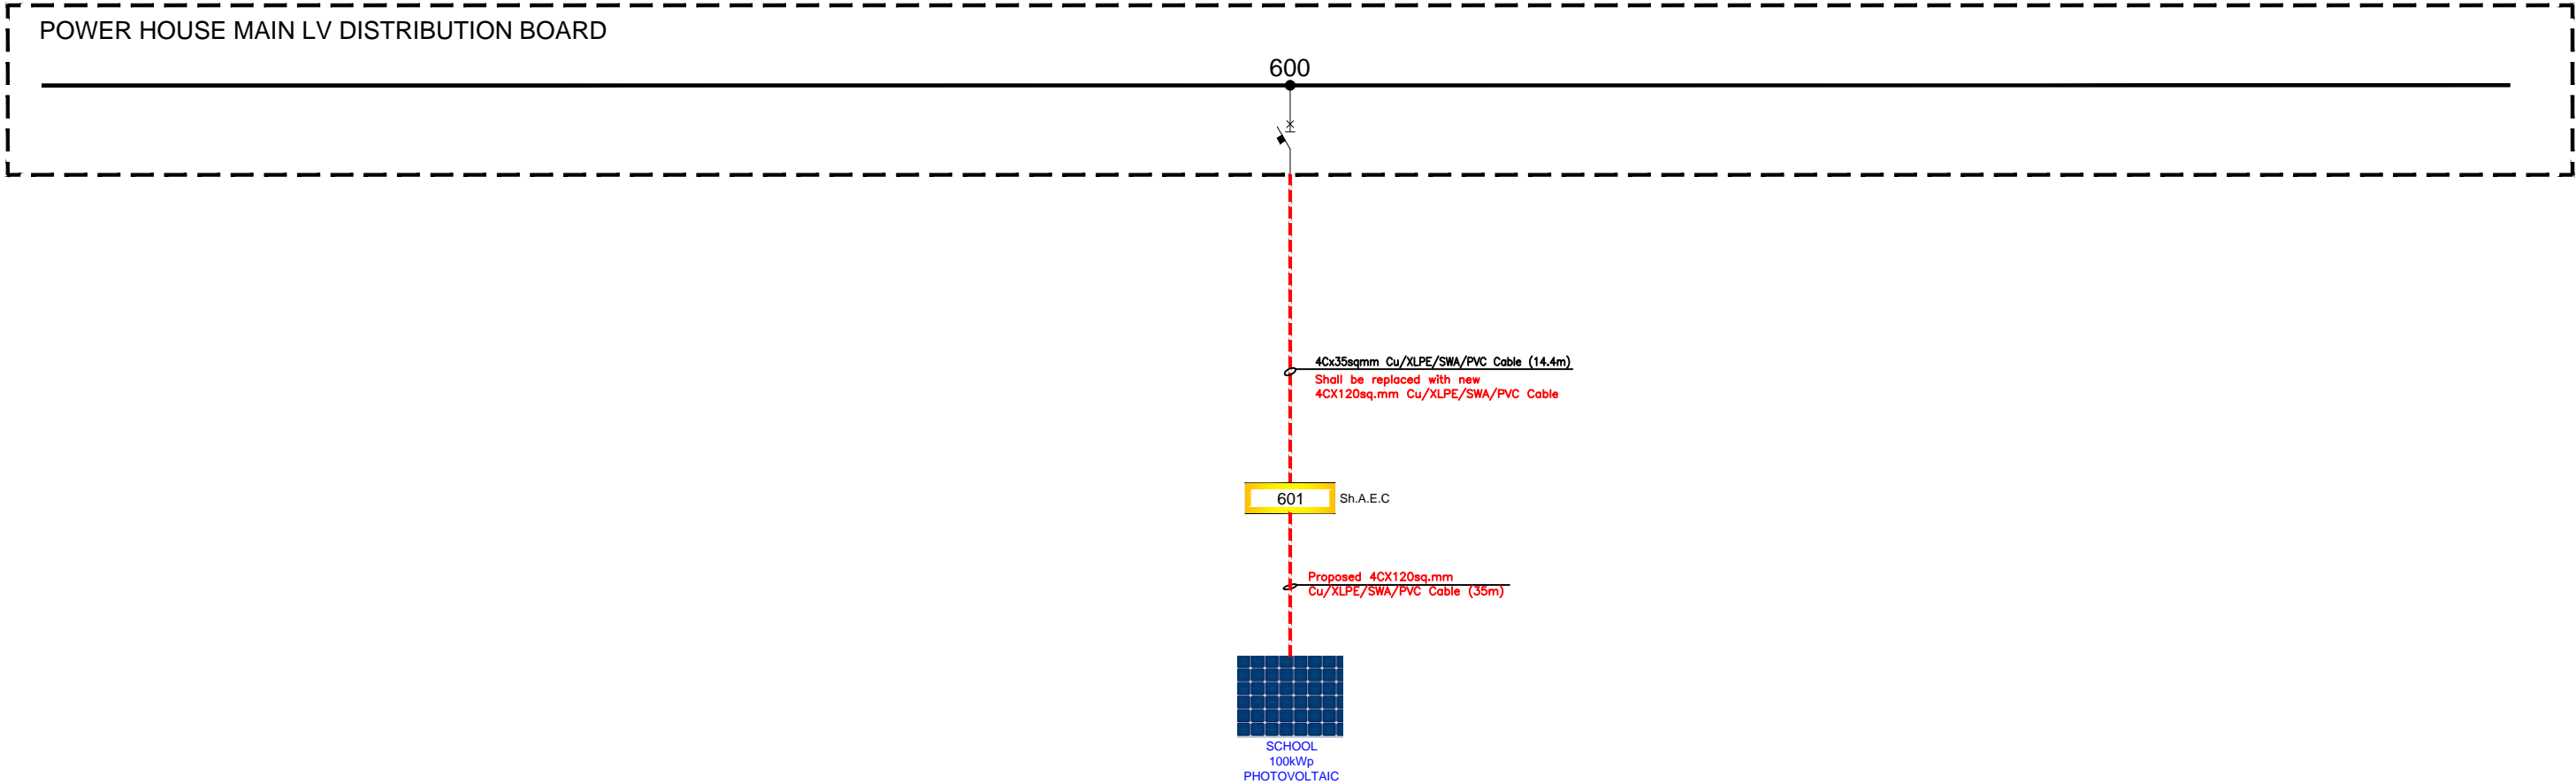 POWER HOUSE MAIN LV DISTRIBUTION BOARD
600
4Cx35sqmm Cu/XLPE/SWA/PVC Cable (14.4m)
Shall be replaced with new
4CX120sq.mm Cu/XLPE/SWA/PVC Cable
601
Sh.A.E.C
Proposed 4CX120sq.mm
Cu/XLPE/SWA/PVC Cable (35m)
SCHOOL
100kWp
PHOTOVOLTAIC